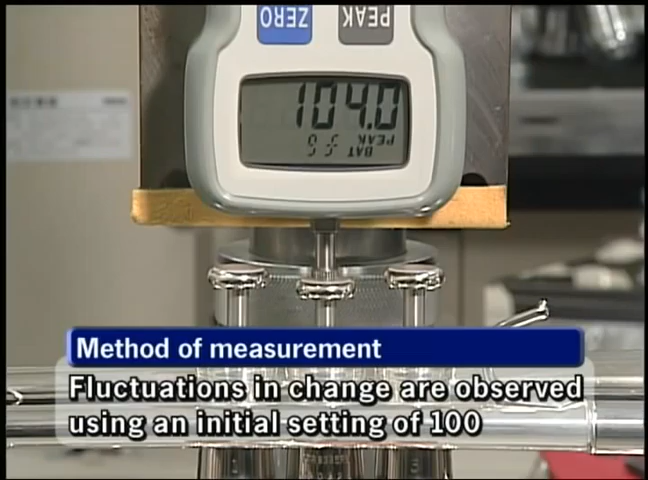 ZERO PEAK
104.0
PEAK
BAT
Method of measurement
Fluctuations in change are observed
using an initial setting of 100